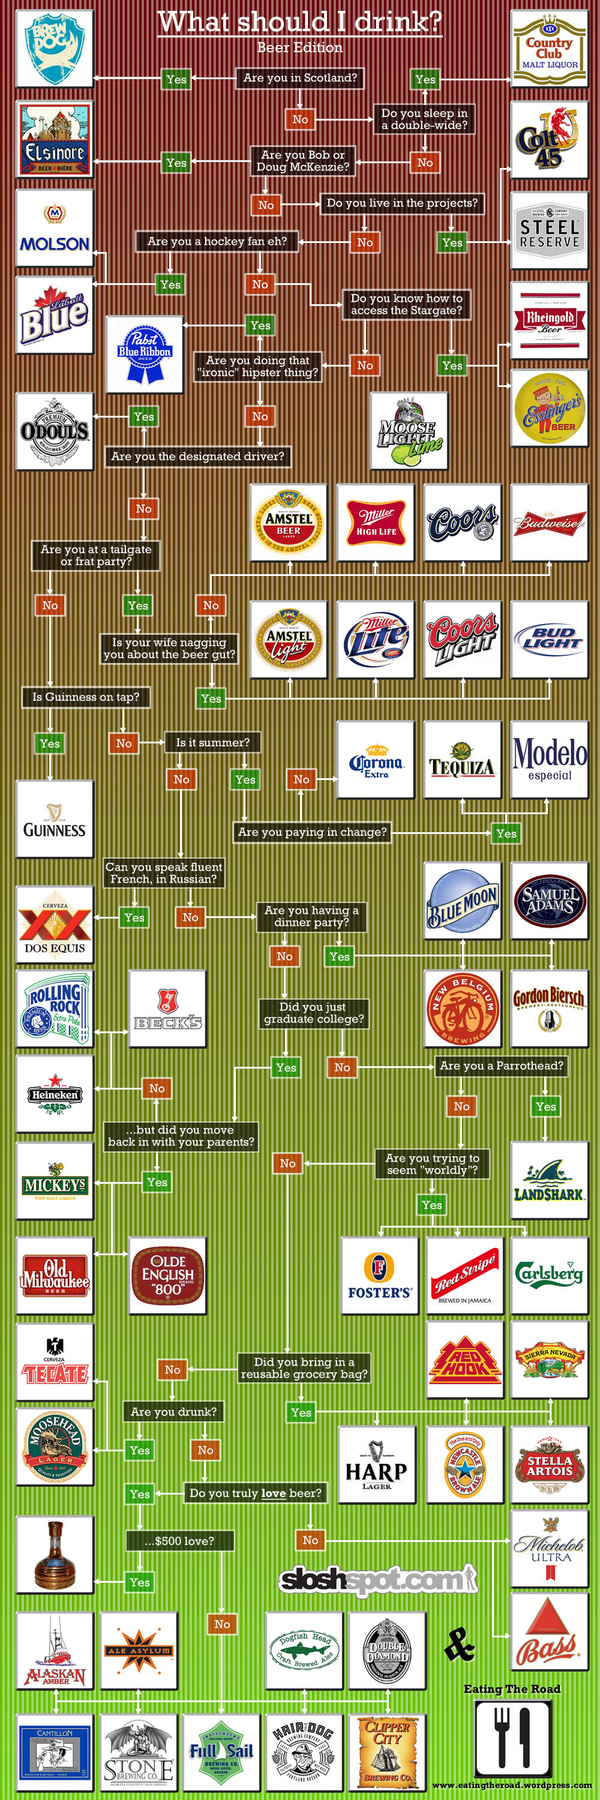 What should I drink?
Beer Edition
BREW
DOG
Yes
Are you in Scotland?
Yes
Country
Club
MALT LIQUOR
No
Do you sleep in
a double-wide?
Elsinore
BEER BIÈRE
Yes
Are you Bob or
Doug McKenzie?
No
Colt
45
No
Do you live in the projects?
MOLSON
Are you a hockey fan eh?
No
Yes
STEEL
RESERVE
Yes
No
Labatt
Blue
Do you know how to
access the Stargate?
Rheingold
Beer
Pabst
Blue Ribbon
BEER
Yes
Are you doing that
"ironic" hipster thing?
No
Yes
Esslinger's
BEER
PREMIUM
O'DOUL'S
Yes
No
MOOSE
LIGHT
Lime
Are you the designated driver?
No
AMSTEL
BEER
Miller
HIGH LIFE
Coors
Budweiser
Are you at a tailgate
or frat party?
No
Yes
No
Is your wife nagging
you about the beer gut?
AMSTEL
Light
Miller
Lite
Coors
LIGHT
BUD
LIGHT
Is Guinness on tap?
Yes
Yes
No
Is it summer?
No
Yes
No
Corona
Extra
TEQUIZA
Modelo
especial
GUINNESS
Are you paying in change?
Yes
Can you speak fluent
French, in Russian?
CERVEZA
XX
DOS EQUIS
Yes
No
Are you having a
dinner party?
BLUE MOON
SAMUEL
ADAMS
No
Yes
ROLLING
ROCK
Extra Pale
BECK'S
Did you just
graduate college?
NEW BELGIUM
BREWING
Gordon Biersch
BREWERY RESTAURANT
Heineken
No
Yes
No
Are you a Parrothead?
No
Yes
...but did you move
back in with your parents?
MICKEYS
FINE MALT LIQUOR
Yes
No
Are you trying to
seem "worldly"?
LANDSHARK
Yes
Old
Milwaukee
BEER
OLDE
ENGLISH
"800"
F
FOSTER'S
Red Stripe
BREWED IN JAMAICA
Carlsberg
CERVEZA
TECATE
No
Did you bring in a
reusable grocery bag?
RED
HOOK
SIERRA NEVADA
Are you drunk?
Yes
MOOSEHEAD
LAGER
Yes
No
HARP
LAGER
NEWCASTLE
BROWN ALE
STELLA
ARTOIS
Yes
Do you truly love beer?
...$500 love?
No
Michelob
ULTRA
Yes
sloshspot.com
No
ALASKAN
AMBER
ALE ASYLUM
Dogfish Head
Craft Brewed Ales
DOUBLE
DIAMOND
&
Bass
Eating The Road
CANTILLON
STONE
BREWING CO.
Full Sail
BREWING CO.
HAIR OF THE DOG
CLIPPER
CITY
BREWING CO.
www.eatingtheroad.wordpress.com